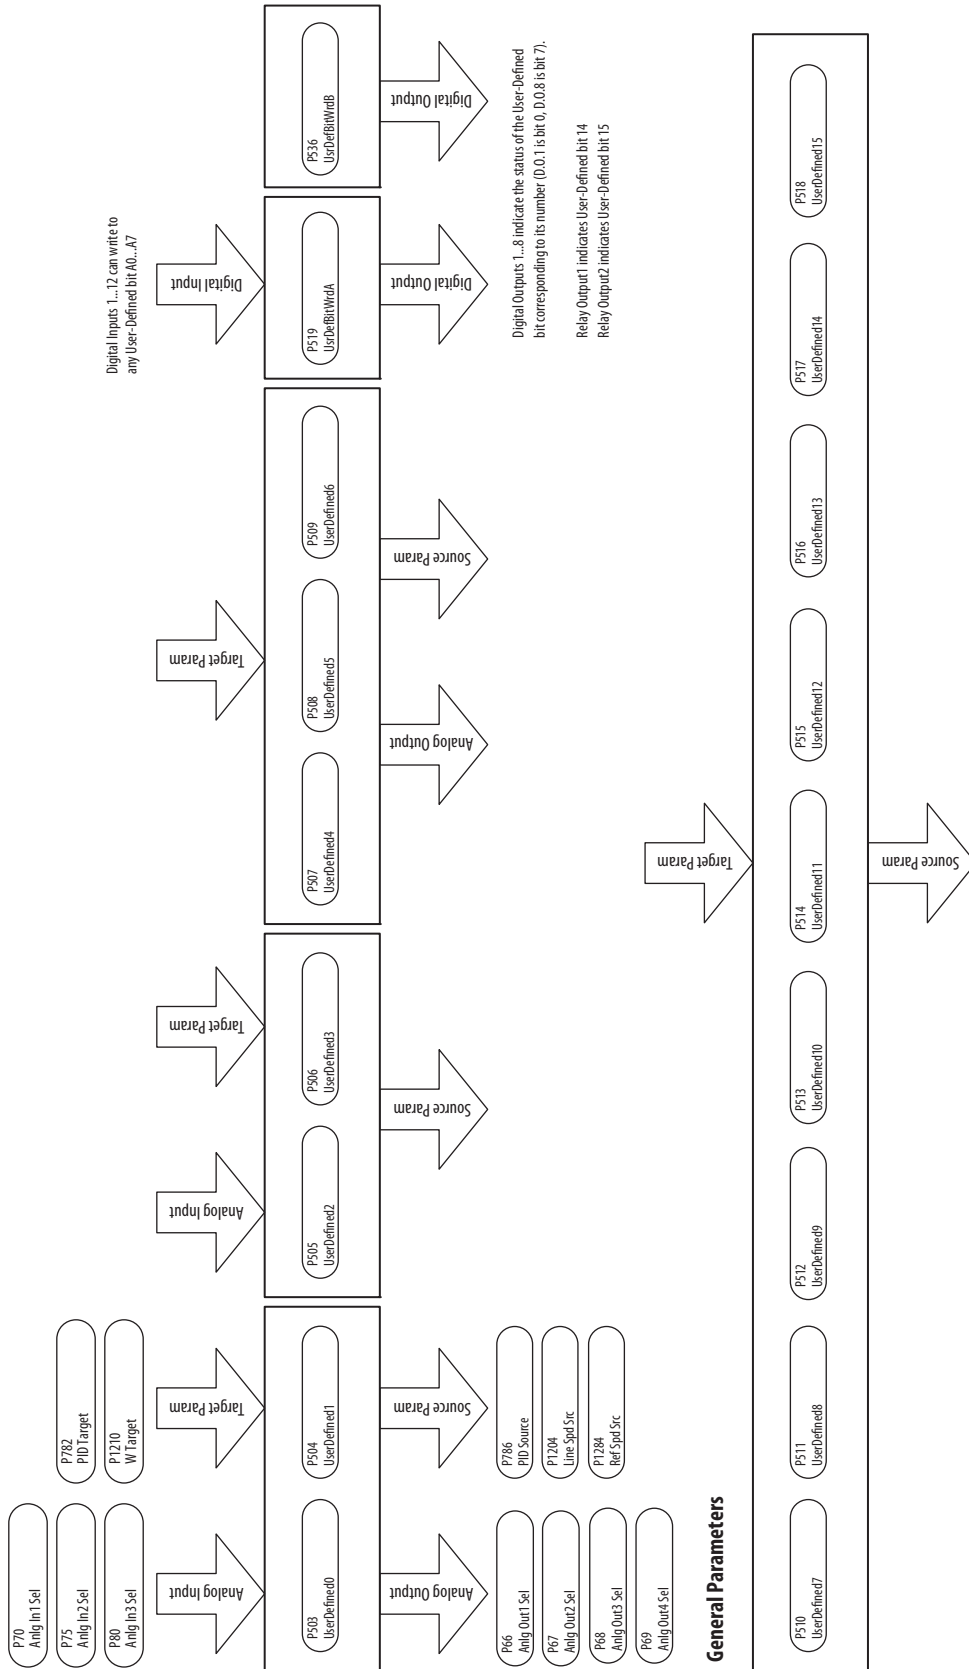 P70
Anlg In1 Sel
P75
Anlg In2 Sel
P80
Anlg In3 Sel
P782
PID Target
P1210
W Target
Digital Inputs 1...12 can write to
any User-Defined bit A0...A7
Analog Input
Target Param
Analog Input
Target Param
Target Param
Digital Input
P503
UserDefined0
P504
UserDefined1
P505
UserDefined2
P506
UserDefined3
P507
UserDefined4
P508
UserDefined5
P509
UserDefined6
P519
UsrDefBitWrdA
P536
UsrDefBitWrdB
Analog Output
Source Param
Source Param
Analog Output
Source Param
Digital Output
Digital Output
P66
Anlg Out1 Sel
P67
Anlg Out2 Sel
P68
Anlg Out3 Sel
P69
Anlg Out4 Sel
P786
PID Source
P1204
Line Spd Src
P1284
Ref Spd Src
Digital Outputs 1...8 indicate the status of the User-Defined
bit corresponding to its number (D.O.1 is bit 0, D.O.8 is bit 7).
Relay Output1 indicates User-Defined bit 14
Relay Output2 indicates User-Defined bit 15
General Parameters
Target Param
P510
UserDefined7
P511
UserDefined8
P512
UserDefined9
P513
UserDefined10
P514
UserDefined11
P515
UserDefined12
P516
UserDefined13
P517
UserDefined14
P518
UserDefined15
Source Param